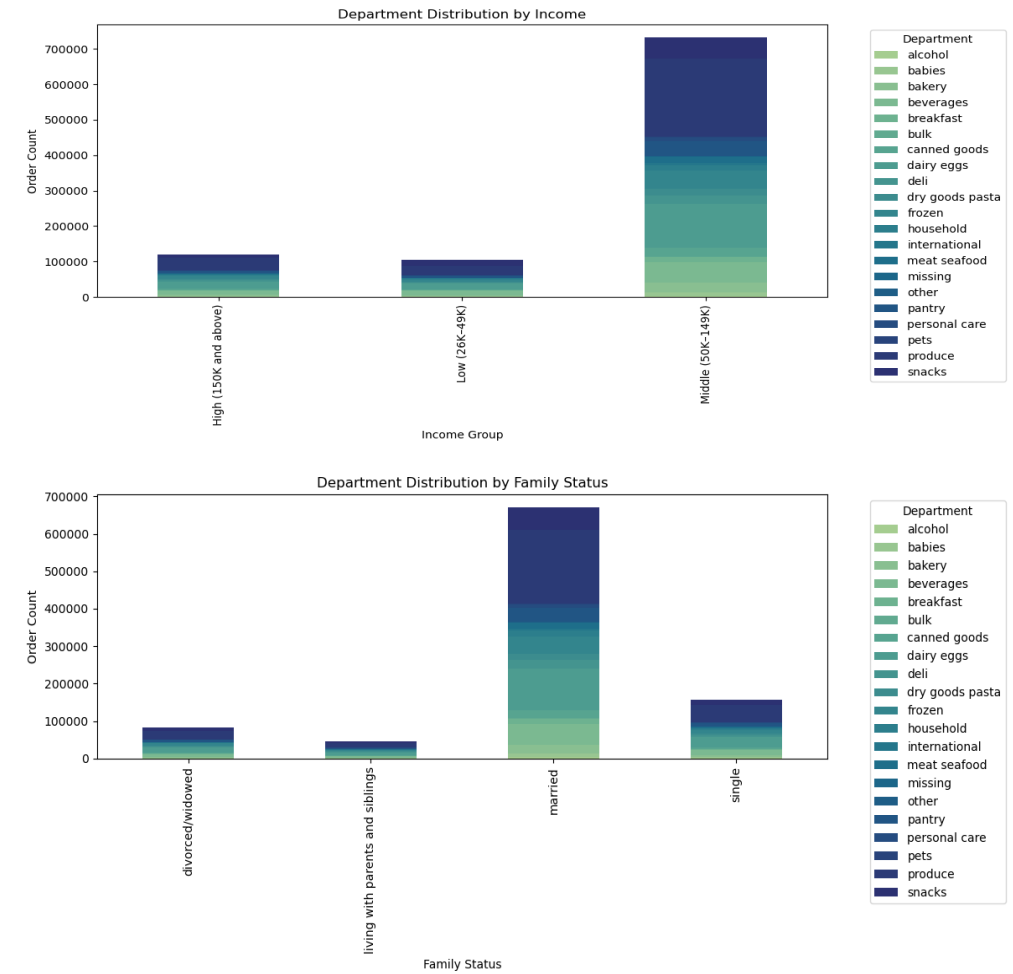 Department Distribution by Income
Order Count
700000
600000
500000
400000
300000
200000
100000
0
High (150K and above)
Low (26K–49K)
Middle (50K–149K)
Income Group
Department
alcohol
babies
bakery
beverages
breakfast
bulk
canned goods
dairy eggs
deli
dry goods pasta
frozen
household
international
meat seafood
missing
other
pantry
personal care
pets
produce
snacks
Department Distribution by Family Status
Order Count
700000
600000
500000
400000
300000
200000
100000
0
divorced/widowed
living with parents and siblings
married
single
Family Status
Department
alcohol
babies
bakery
beverages
breakfast
bulk
canned goods
dairy eggs
deli
dry goods pasta
frozen
household
international
meat seafood
missing
other
pantry
personal care
pets
produce
snacks